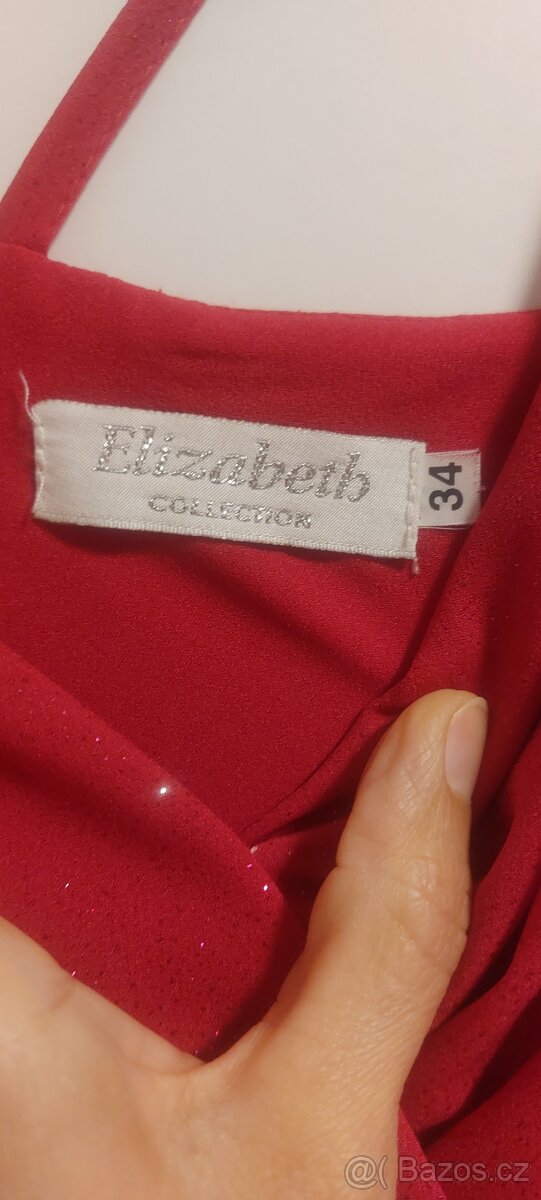 Elizabeth
COLLECTION
34
@( Bazos.cz